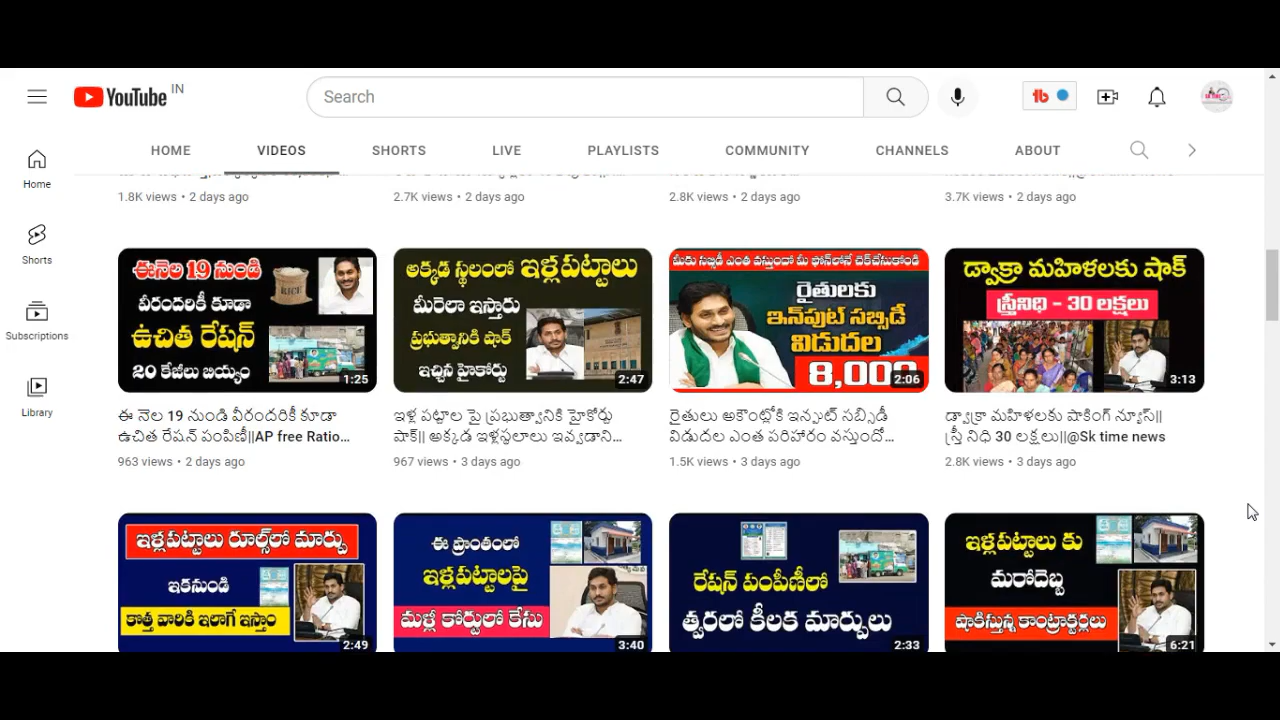 YouTube IN
Search
HOME
VIDEOS
SHORTS
LIVE
PLAYLISTS
COMMUNITY
CHANNELS
ABOUT
Home
Shorts
Subscriptions
Library
1.8K views • 2 days ago
2.7K views • 2 days ago
2.8K views • 2 days ago
3.7K views • 2 days ago
ఈనెల 19 నుండి
వీరందరికీ కూడా
ఉచిత రేషన్
20 కేజీలు బియ్యం
1:25
ఈ నెల 19 నుండి వీరందరికీ కూడా
ఉచిత రేషన్ పంపిణీ||AP free Ratio...
963 views • 2 days ago
అక్కడ స్థలంలో ఇళ్లపట్టాలు
మీరెలా ఇస్తారు
ప్రభుత్వానికి షాక్
ఇచ్చిన హైకోర్టు
2:47
ఇళ్ల పట్టాల పై ప్రభుత్వానికి హైకోర్టు
షాక్|| అక్కడ ఇళ్లస్థలాలు ఇవ్వడాని...
967 views • 3 days ago
మీకు సబ్సిడీ ఎంత వస్తుందో మీ ఫోన్‌లోనే చెక్‌చేసుకోండి
రైతులకు
ఇన్‌పుట్ సబ్సిడీ
విడుదల
8,000
2:06
రైతులు అకౌంట్లోకి ఇన్పుట్ సబ్సిడీ
విడుదల ఎంత పరిహారం వస్తుందో...
1.5K views • 3 days ago
డ్వాక్రా మహిళలకు షాక్
స్త్రీనిధి - 30 లక్షలు
3:13
డ్వాక్రా మహిళలకు షాకింగ్ న్యూస్||
స్త్రీ నిధి 30 లక్షలు||@Sk time news
2.8K views • 3 days ago
ఇళ్లపట్టాలు రూల్స్‌లో మార్పు
ఇకనుండి
కొత్త వారికి ఇలాగే ఇస్తాం
2:49
ఈ ప్రాంతంలో
ఇళ్లపట్టాలపై
మళ్లీ కోర్టులో కేసు
3:40
రేషన్ పంపిణీలో
త్వరలో కీలక మార్పులు
2:33
ఇళ్లపట్టాలు కు
మరోదెబ్బ
షాకిస్తున్న కాంట్రాక్టర్లులు
6:21